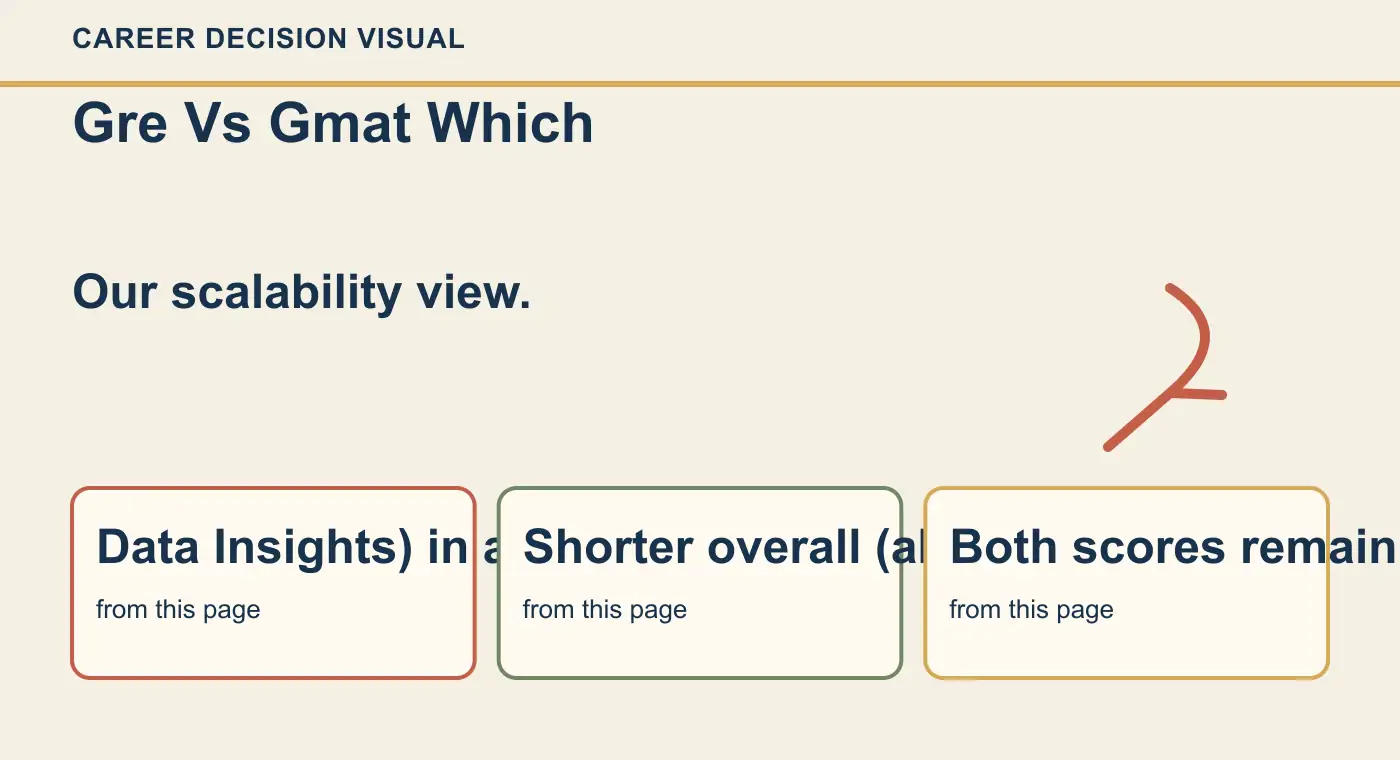 CAREER DECISION VISUAL
Gre Vs Gmat Which
Our scalability view.
Data Insights) in a
Shorter overall (al
Both scores remain
from this page
from this page
from this page